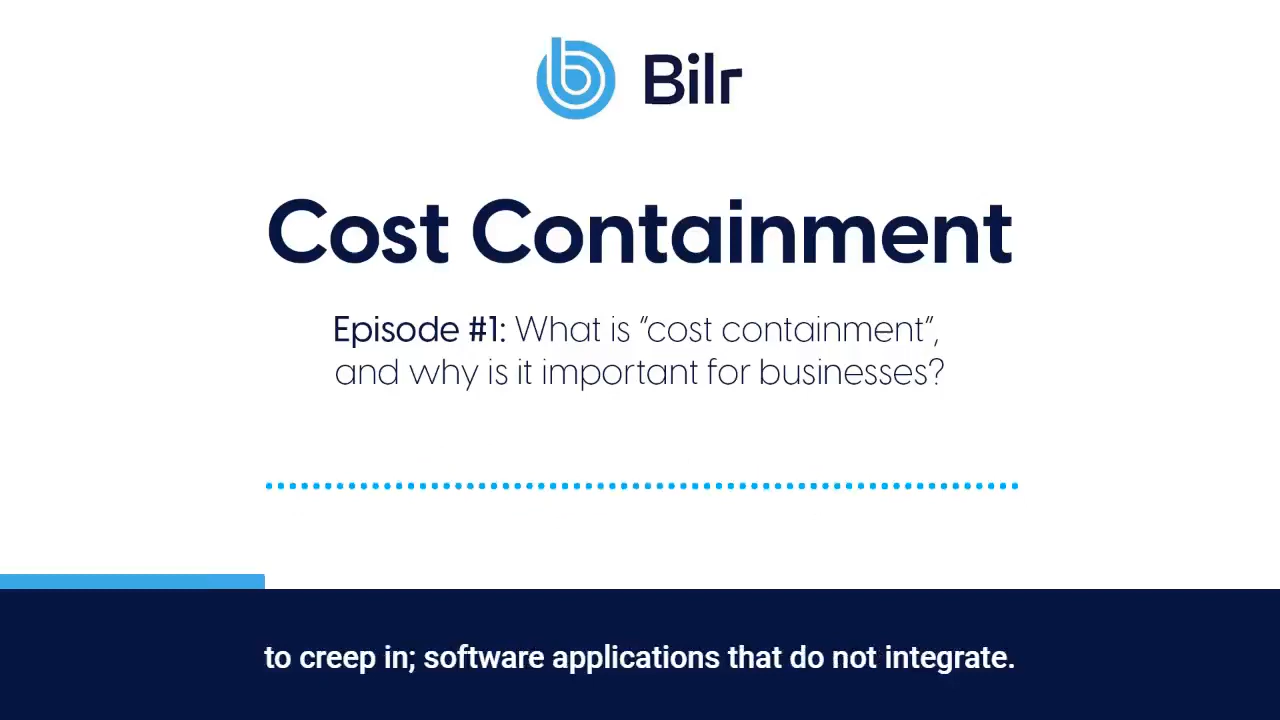 Bilr
Cost Containment
Episode #1: What is “cost containment”,
and why is it important for businesses?
to creep in; software applications that do not integrate.